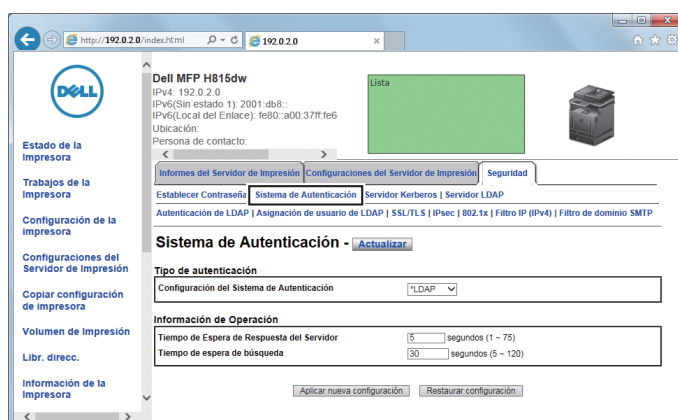 http://192.0.2.0/index.html
192.0.2.0
DELL
Dell MFP H815dw
IPv4: 192.0.2.0
IPv6(Sin estado 1): 2001:db8::
IPv6(Local del Enlace): fe80::a00:37ff:fe6
Ubicación:
Persona de contacto:
Lista
Estado de la
Impresora
Trabajos de la
Impresora
Configuración de la
impresora
Configuraciones del
Servidor de Impresión
Copiar configuración
de impresora
Volumen de Impresión
Libr. direcc.
Información de la
Impresora
Informes del Servidor de Impresión
Configuraciones del Servidor de Impresión
Seguridad
Establecer Contraseña
Sistema de Autenticación
Servidor Kerberos | Servidor LDAP
Autenticación de LDAP | Asignación de usuario de LDAP | SSL/TLS | IPsec | 802.1x | Filtro IP (IPv4) | Filtro de dominio SMTP
Sistema de Autenticación - Actualizar
Tipo de autenticación
Configuración del Sistema de Autenticación *LDAP
Información de Operación
Tiempo de Espera de Respuesta del Servidor 5 segundos (1 ~ 75)
Tiempo de espera de búsqueda 30 segundos (5 ~ 120)
Aplicar nueva configuración Restaurar configuración